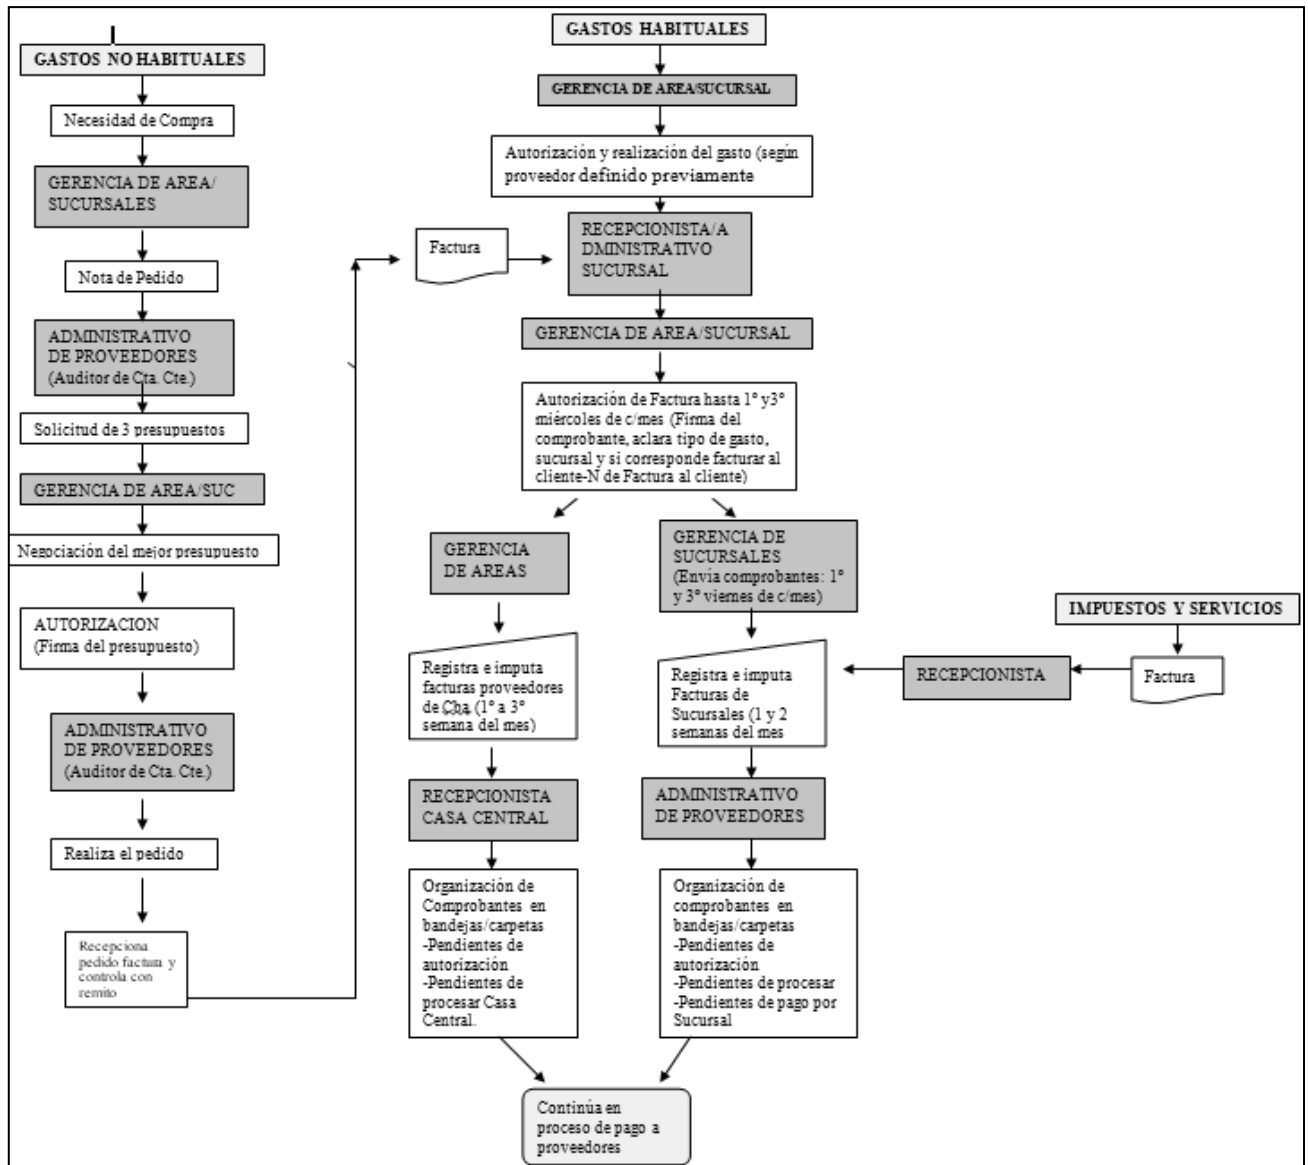 GASTOS NO HABITUALES
Necesidad de Compra
GERENCIA DE AREA/
SUCURSALES
Nota de Pedido
ADMINISTRATIVO
DE PROVEEDORES
(Auditor de Cta. Cte.)
Solicitud de 3 presupuestos
GERENCIA DE AREA/SUC
Negociación del mejor presupuesto
AUTORIZACION
(Firma del presupuesto)
ADMINISTRATIVO
DE PROVEEDORES
(Auditor de Cta. Cte.)
Realiza el pedido
Recepciona
pedido factura y
controla con
remito
GASTOS HABITUALES
GERENCIA DE AREA/SUCURSAL
Autorización y realización del gasto (según
proveedor definido previamente
Factura
RECEPCIONISTA/A
DMINISTRATIVO
SUCURSAL
GERENCIA DE AREA/SUCURSAL
Autorización de Factura hasta 1º y3º
miércoles de c/mes (Firma del
comprobante, aclara tipo de gasto,
sucursal y si corresponde facturar al
cliente-N de Factura al cliente)
GERENCIA
DE AREAS
Registra e imputa
facturas proveedores
de Cba. (1º a 3º
semana del mes)
RECEPCIONISTA
CASA CENTRAL
Organización de
Comprobantes en
bandejas/carpetas
-Pendientes de
autorización
-Pendientes de
procesar Casa
Central.
GERENCIA DE
SUCURSALES
(Envía comprobantes: 1º
y 3º viernes de c/mes)
Registra e imputa
Facturas de
Sucursales (1 y 2
semanas del mes
ADMINISTRATIVO
DE PROVEEDORES
Organización de
comprobantes en
bandejas/carpetas
-Pendientes de
autorización
-Pendientes de procesar
-Pendientes de pago por
Sucursal
IMPUESTOS Y SERVICIOS
Factura
RECEPCIONISTA
Continúa en
proceso de pago a
proveedores